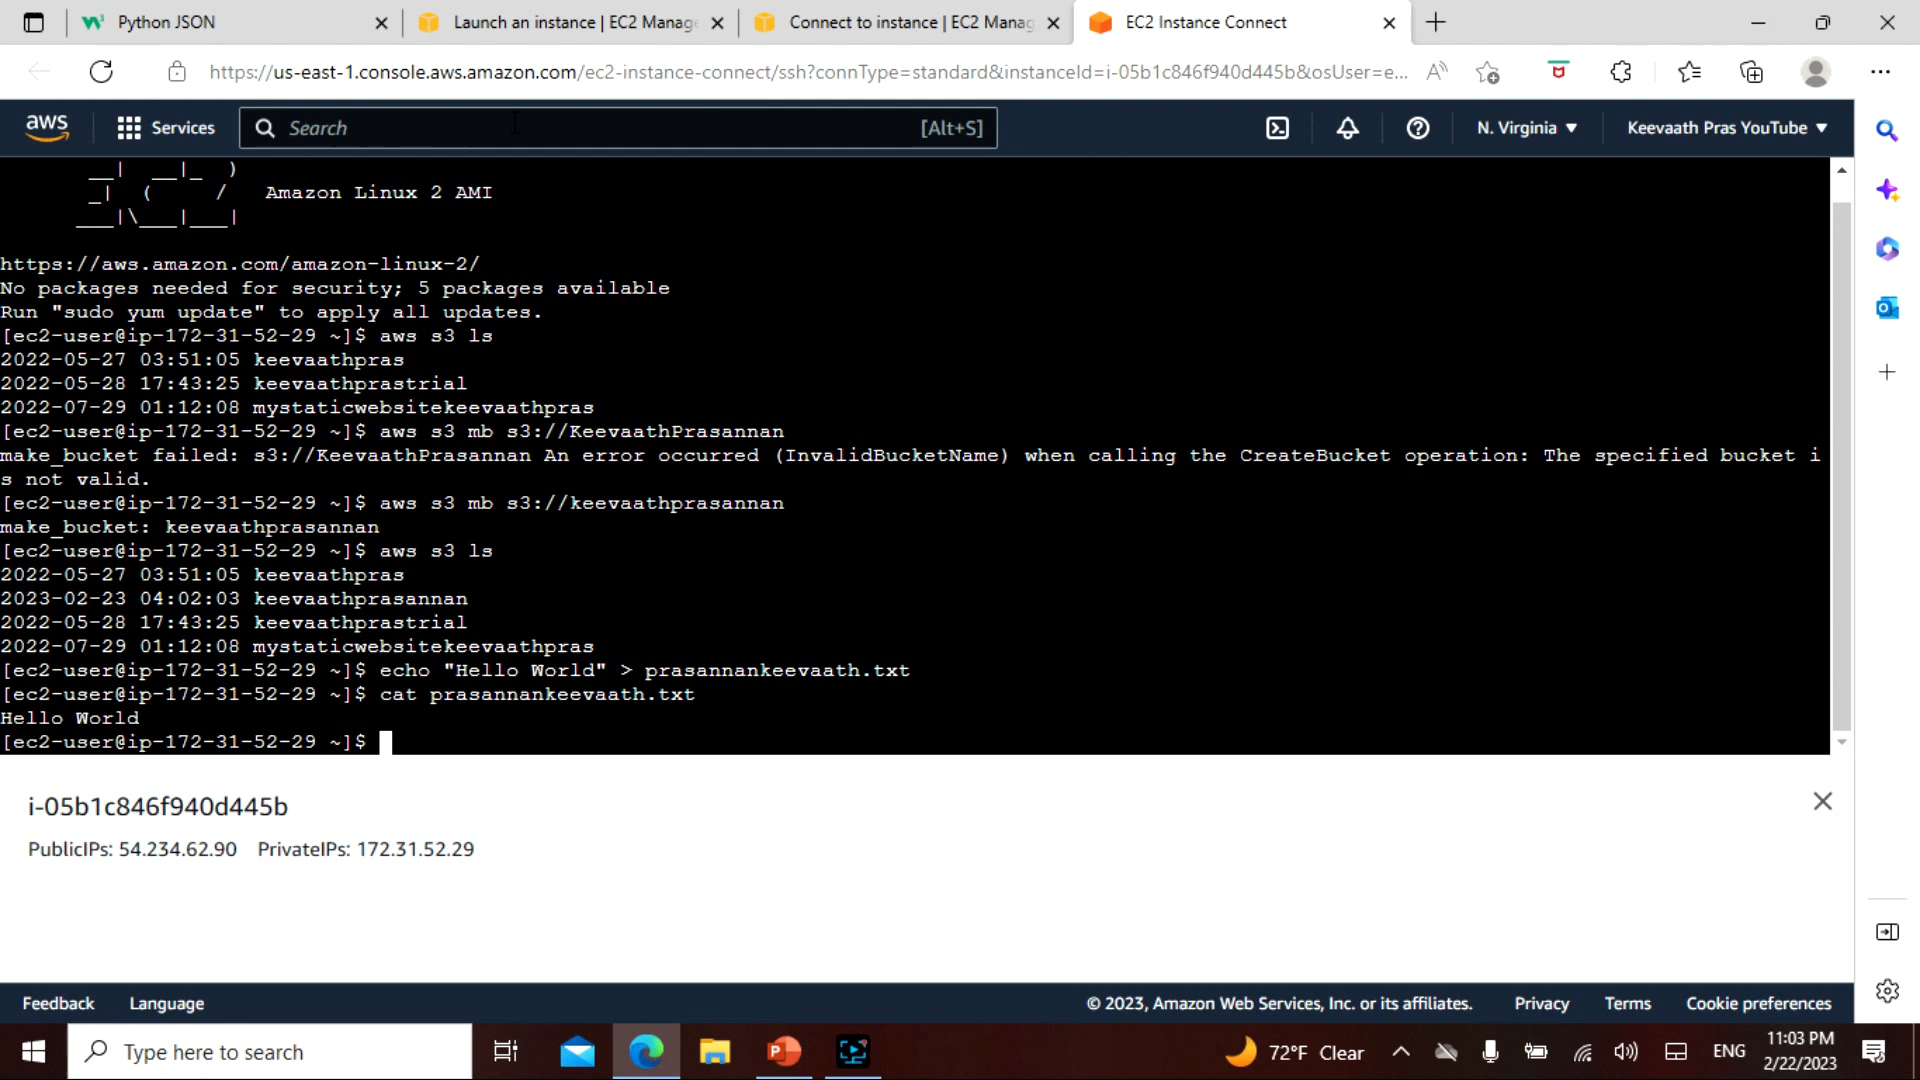 Python JSON
Launch an instance | EC2 Manage
Connect to instance | EC2 Manag
EC2 Instance Connect
https://us-east-1.console.aws.amazon.com/ec2-instance-connect/ssh?connType=standard&instanceId=i-05b1c846f940d445b&osUser=e...
aws
Services
Search
[Alt+S]
N. Virginia
Keevaath Pras YouTube
__| __|_ )
_| ( / Amazon Linux 2 AMI
___|\___|___|
https://aws.amazon.com/amazon-linux-2/
No packages needed for security; 5 packages available
Run "sudo yum update" to apply all updates.
[ec2-user@ip-172-31-52-29 ~]$ aws s3 ls
2022-05-27 03:51:05 keevaathpras
2022-05-28 17:43:25 keevaathprastrial
2022-07-29 01:12:08 mystaticwebsitekeevaathpras
[ec2-user@ip-172-31-52-29 ~]$ aws s3 mb s3://KeevaathPrasannan
make_bucket failed: s3://KeevaathPrasannan An error occurred (InvalidBucketName) when calling the CreateBucket operation: The specified bucket i
s not valid.
[ec2-user@ip-172-31-52-29 ~]$ aws s3 mb s3://keevaathprasannan
make_bucket: keevaathprasannan
[ec2-user@ip-172-31-52-29 ~]$ aws s3 ls
2022-05-27 03:51:05 keevaathpras
2023-02-23 04:02:03 keevaathprasannan
2022-05-28 17:43:25 keevaathprastrial
2022-07-29 01:12:08 mystaticwebsitekeevaathpras
[ec2-user@ip-172-31-52-29 ~]$ echo "Hello World" > prasannankeevaath.txt
[ec2-user@ip-172-31-52-29 ~]$ cat prasannankeevaath.txt
Hello World
[ec2-user@ip-172-31-52-29 ~]$
i-05b1c846f940d445b
PublicIPs: 54.234.62.90 PrivateIPs: 172.31.52.29
Feedback
Language
© 2023, Amazon Web Services, Inc. or its affiliates.
Privacy
Terms
Cookie preferences
Type here to search
72°F Clear
ENG
11:03 PM
2/22/2023